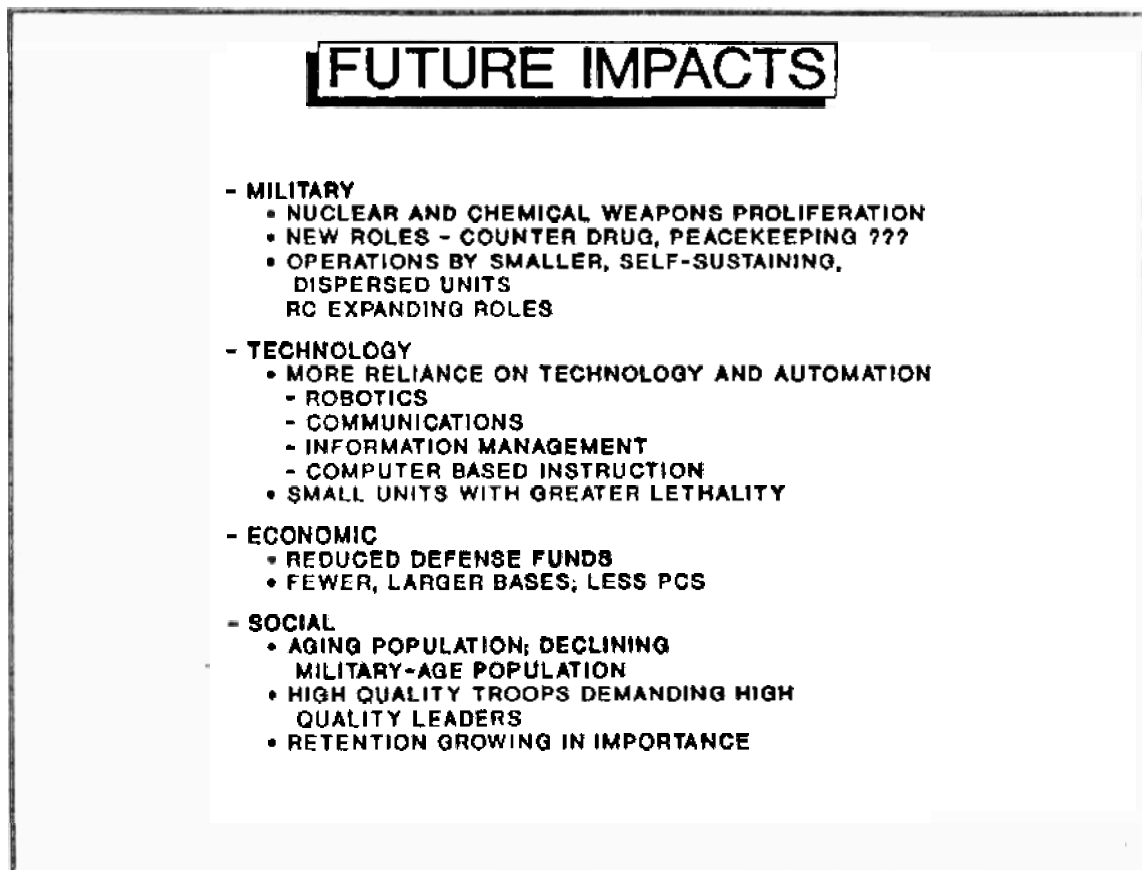 FUTURE IMPACTS
- MILITARY
• NUCLEAR AND CHEMICAL WEAPONS PROLIFERATION
• NEW ROLES - COUNTER DRUG, PEACEKEEPING ???
• OPERATIONS BY SMALLER, SELF-SUSTAINING,
DISPERSED UNITS
RC EXPANDING ROLES
- TECHNOLOGY
• MORE RELIANCE ON TECHNOLOGY AND AUTOMATION
- ROBOTICS
- COMMUNICATIONS
- INFORMATION MANAGEMENT
- COMPUTER BASED INSTRUCTION
• SMALL UNITS WITH GREATER LETHALITY
- ECONOMIC
• REDUCED DEFENSE FUNDS
• FEWER, LARGER BASES; LESS PCS
- SOCIAL
• AGING POPULATION; DECLINING
MILITARY-AGE POPULATION
• HIGH QUALITY TROOPS DEMANDING HIGH
QUALITY LEADERS
• RETENTION GROWING IN IMPORTANCE